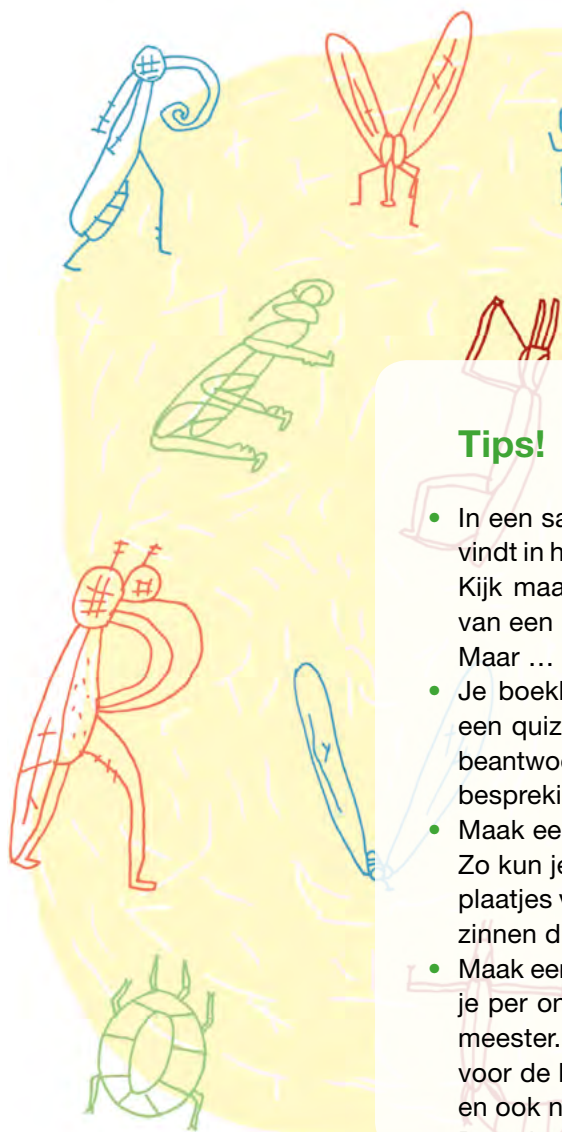 Tips!
• In een sa
vindt in h
Kijk maa
van een
Maar ...
• Je boekl
een quiz
beantwoo
bespreki
• Maak ee
Zo kun je
plaatjes v
zinnen d
• Maak eer
je per on
meester.
voor de l
en ook n